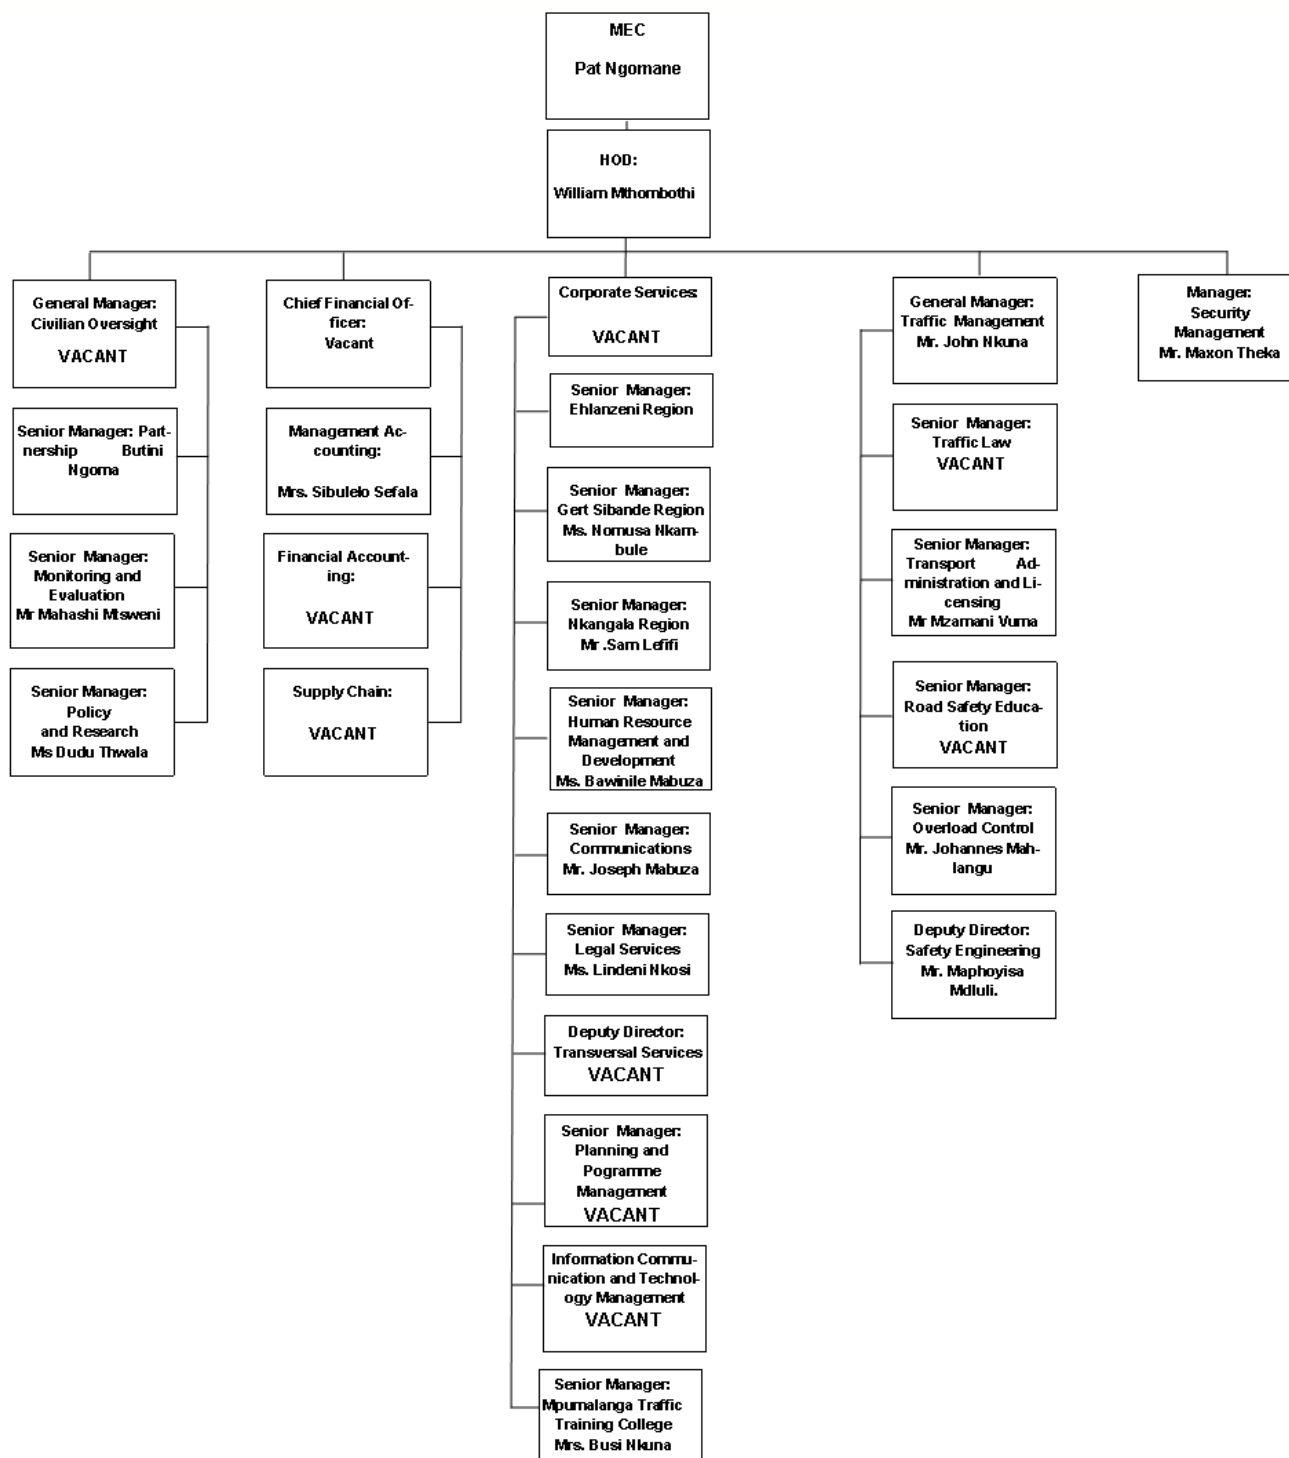 MEC
Pat Ngomane
HOD:
William Mthombothi
General Manager:
Civilian Oversight
VACANT
Senior Manager: Part-
nership Butini
Ngoma
Senior Manager:
Monitoring and
Evaluation
Mr Mahashi Mtsweni
Senior Manager:
Policy
and Research
Ms Dudu Thwala
Chief Financial Of-
ficer:
Vacant
Management Ac-
counting:
Mrs. Sibulelo Sefala
Financial Account-
ing:
VACANT
Supply Chain:
VACANT
Corporate Services:
VACANT
Senior Manager:
Ehlanzeni Region
Senior Manager:
Gert Sibande Region
Ms. Nomusa Nkam-
bule
Senior Manager:
Nkangala Region
Mr .Sam Lefifi
Senior Manager:
Human Resource
Management and
Development
Ms. Bawinile Mabuza
Senior Manager:
Communications
Mr. Joseph Mabuza
Senior Manager:
Legal Services
Ms. Lindeni Nkosi
Deputy Director:
Transversal Services
VACANT
Senior Manager:
Planning and
Pogramme
Management
VACANT
Information Commu-
nication and Technol-
ogy Management
VACANT
Senior Manager:
Mpumalanga Traffic
Training College
Mrs. Busi Nkuna
General Manager:
Traffic Management
Mr. John Nkuna
Senior Manager:
Traffic Law
VACANT
Senior Manager:
Transport Ad-
ministration and Li-
censing
Mr Mzamani Vuma
Senior Manager:
Road Safety Educa-
tion
VACANT
Senior Manager:
Overload Control
Mr. Johannes Mah-
langu
Deputy Director:
Safety Engineering
Mr. Maphoyisa
Mdluli.
Manager:
Security
Management
Mr. Maxon Theka